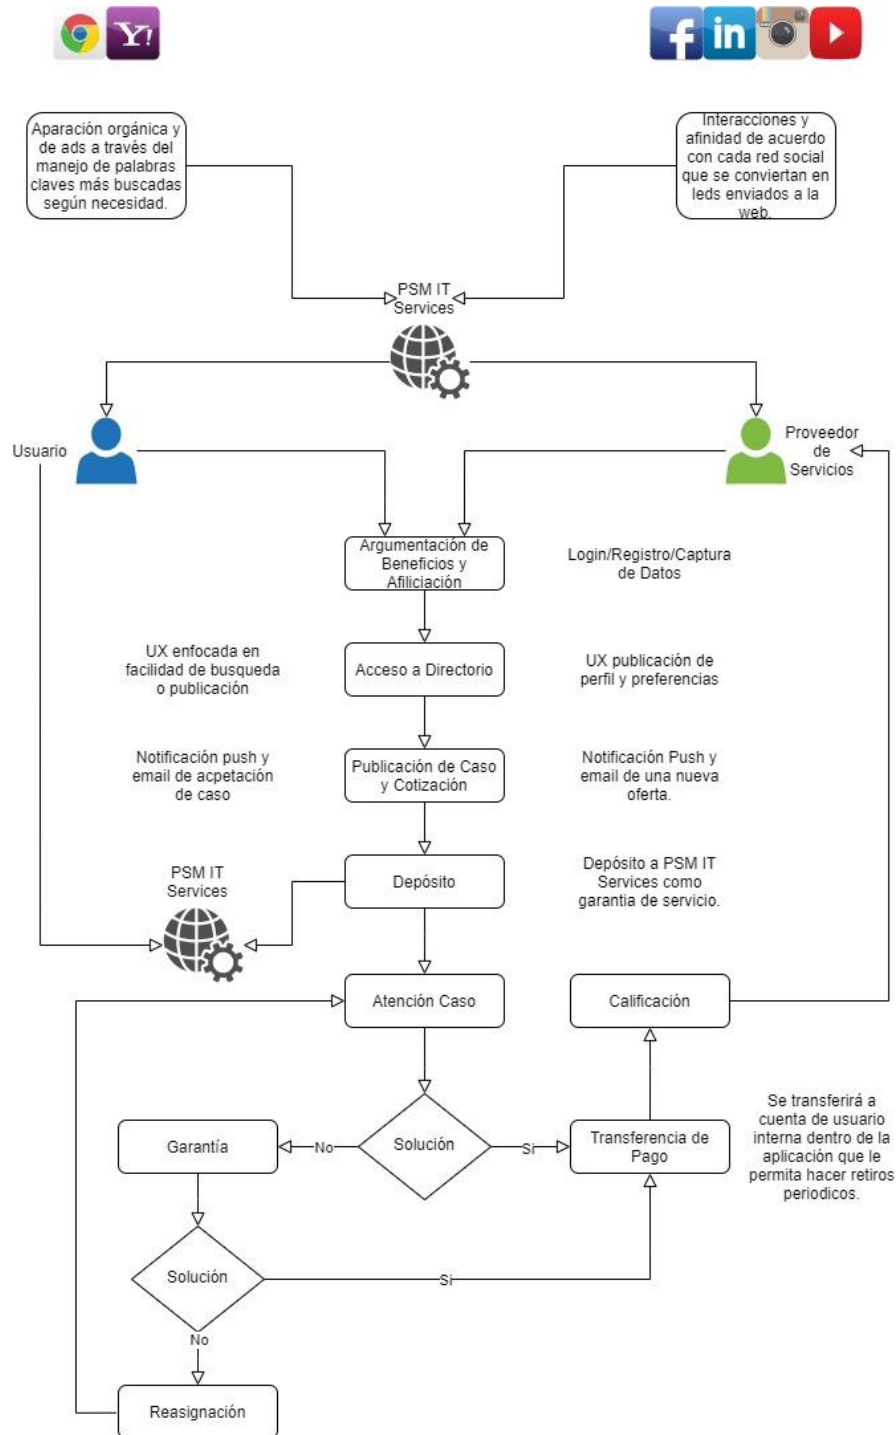 Y!
f in
Aparación orgánica y
de ads a través del
manejo de palabras
claves más buscadas
según necesidad.
Interacciones y
afinidad de acuerdo
con cada red social
que se conviertan en
leds enviados a la
web.
PSM IT
Services
Usuario
Proveedor
de
Servicios
Argumentación de
Beneficios y
Afiliciación
Login/Registro/Captura
de Datos
UX enfocada en
facilidad de busqueda
o publicación
Acceso a Directorio
UX publicación de
perfil y preferencias
Notificación push y
email de acpetación
de caso
Publicación de Caso
y Cotización
Notificación Push y
email de una nueva
oferta.
PSM IT
Services
Depósito
Depósito a PSM IT
Services como
garantia de servicio.
Atención Caso
Calificación
Garantía
No
Solución
Si
Transferencia de
Pago
Se transferirá a
cuenta de usuario
interna dentro de la
aplicación que le
permita hacer retiros
periodicos.
Solución
Si
No
Reasignación